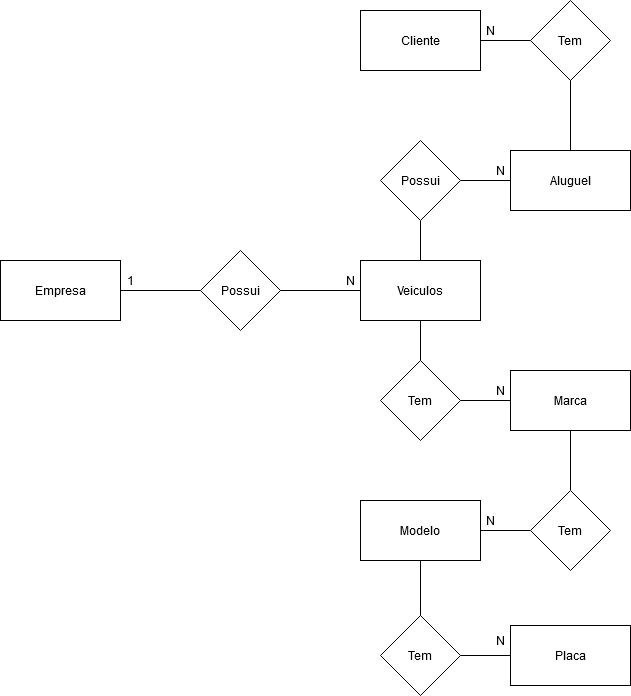 Cliente
N
Tem
Possui
N
Aluguel
Empresa
1
Possui
N
Veiculos
Tem
N
Marca
Modelo
N
Tem
Tem
N
Placa